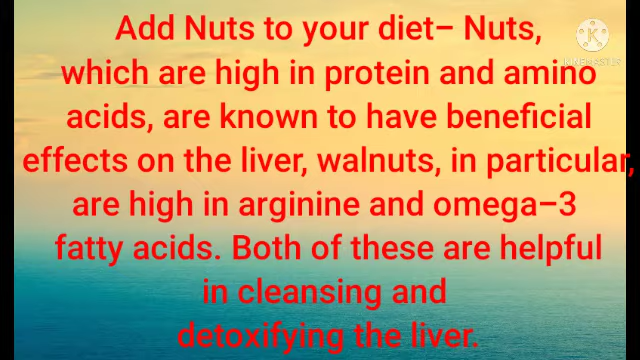 Add Nuts to your diet– Nuts,
which are high in protein and amino
acids, are known to have beneficial
effects on the liver, walnuts, in particular,
are high in arginine and omega–3
fatty acids. Both of these are helpful
in cleansing and
detoxifying the liver.
KINEMASTER